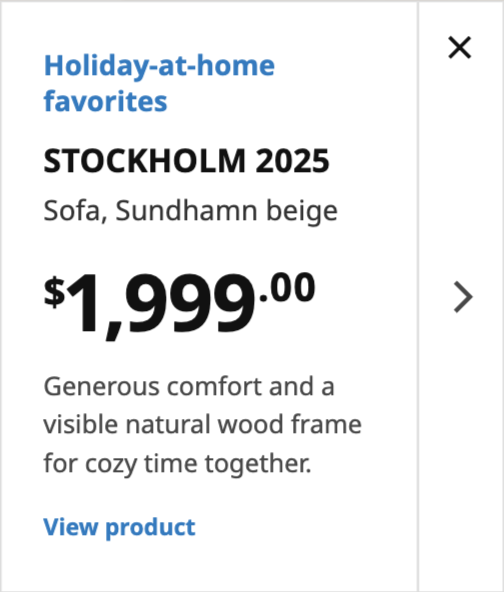 Holiday-at-home
favorites
STOCKHOLM 2025
Sofa, Sundhamn beige
$1,999.00
Generous comfort and a
visible natural wood frame
for cozy time together.
View product